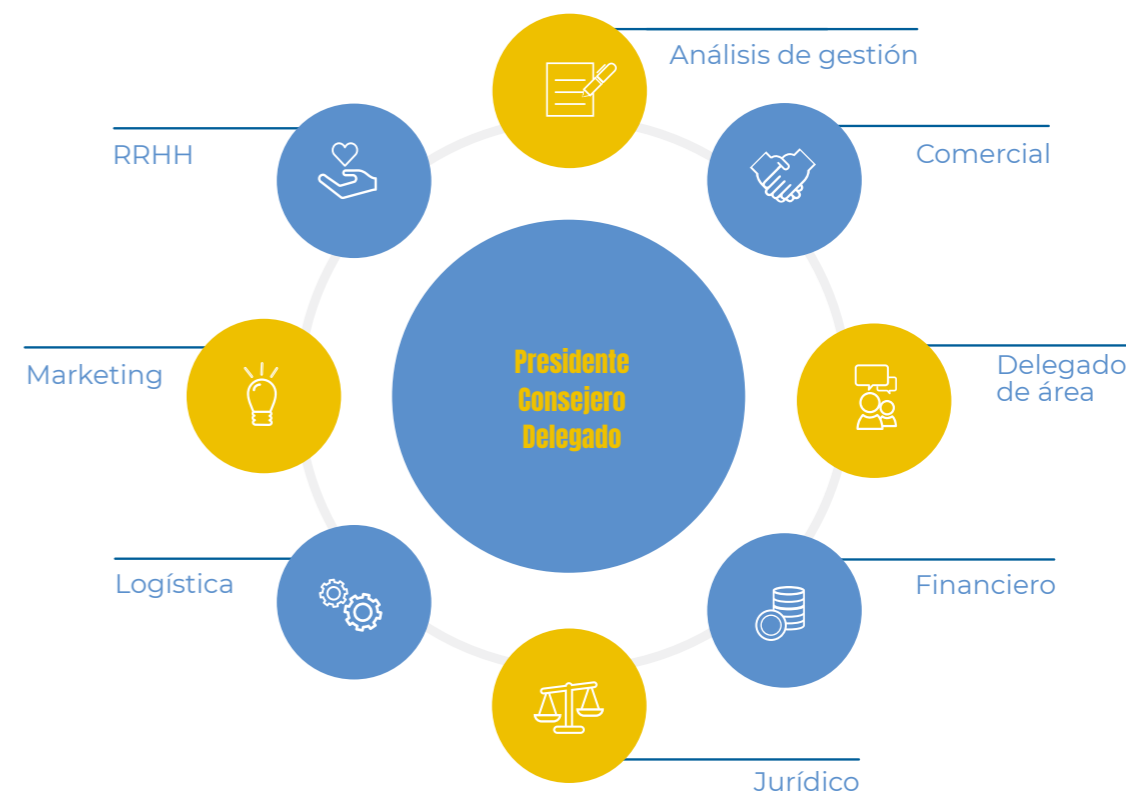 Análisis de gestión
RRHH
Comercial
Presidente
Consejero
Delegado
Marketing
Delegado
de área
Logística
Financiero
Jurídico